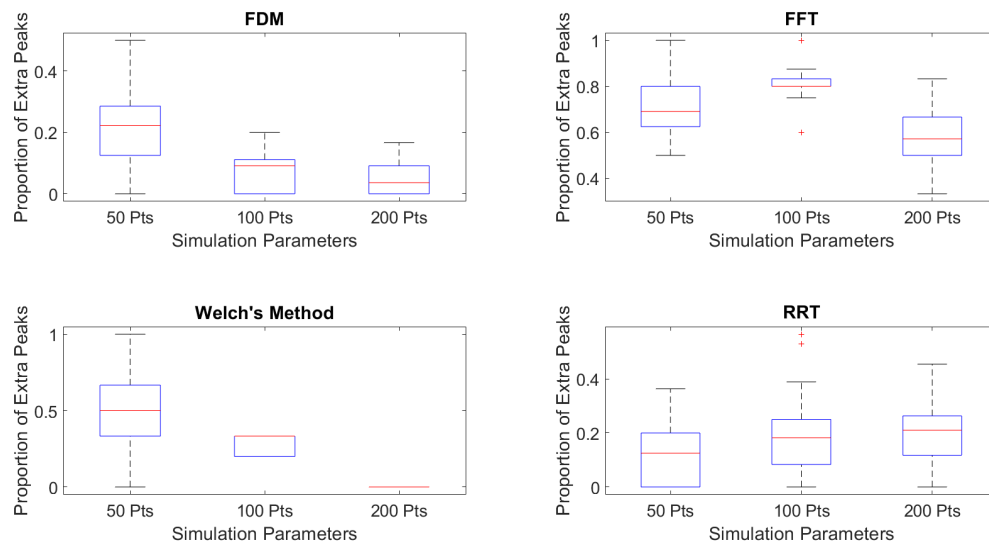 FDM
Proportion of Extra Peaks
0.4
0.2
0
50 Pts
100 Pts
200 Pts
Simulation Parameters
FFT
Proportion of Extra Peaks
1
0.8
0.6
0.4
50 Pts
100 Pts
200 Pts
Simulation Parameters
Welch's Method
Proportion of Extra Peaks
1
0.5
0
50 Pts
100 Pts
200 Pts
Simulation Parameters
RRT
Proportion of Extra Peaks
0.4
0.2
0
50 Pts
100 Pts
200 Pts
Simulation Parameters